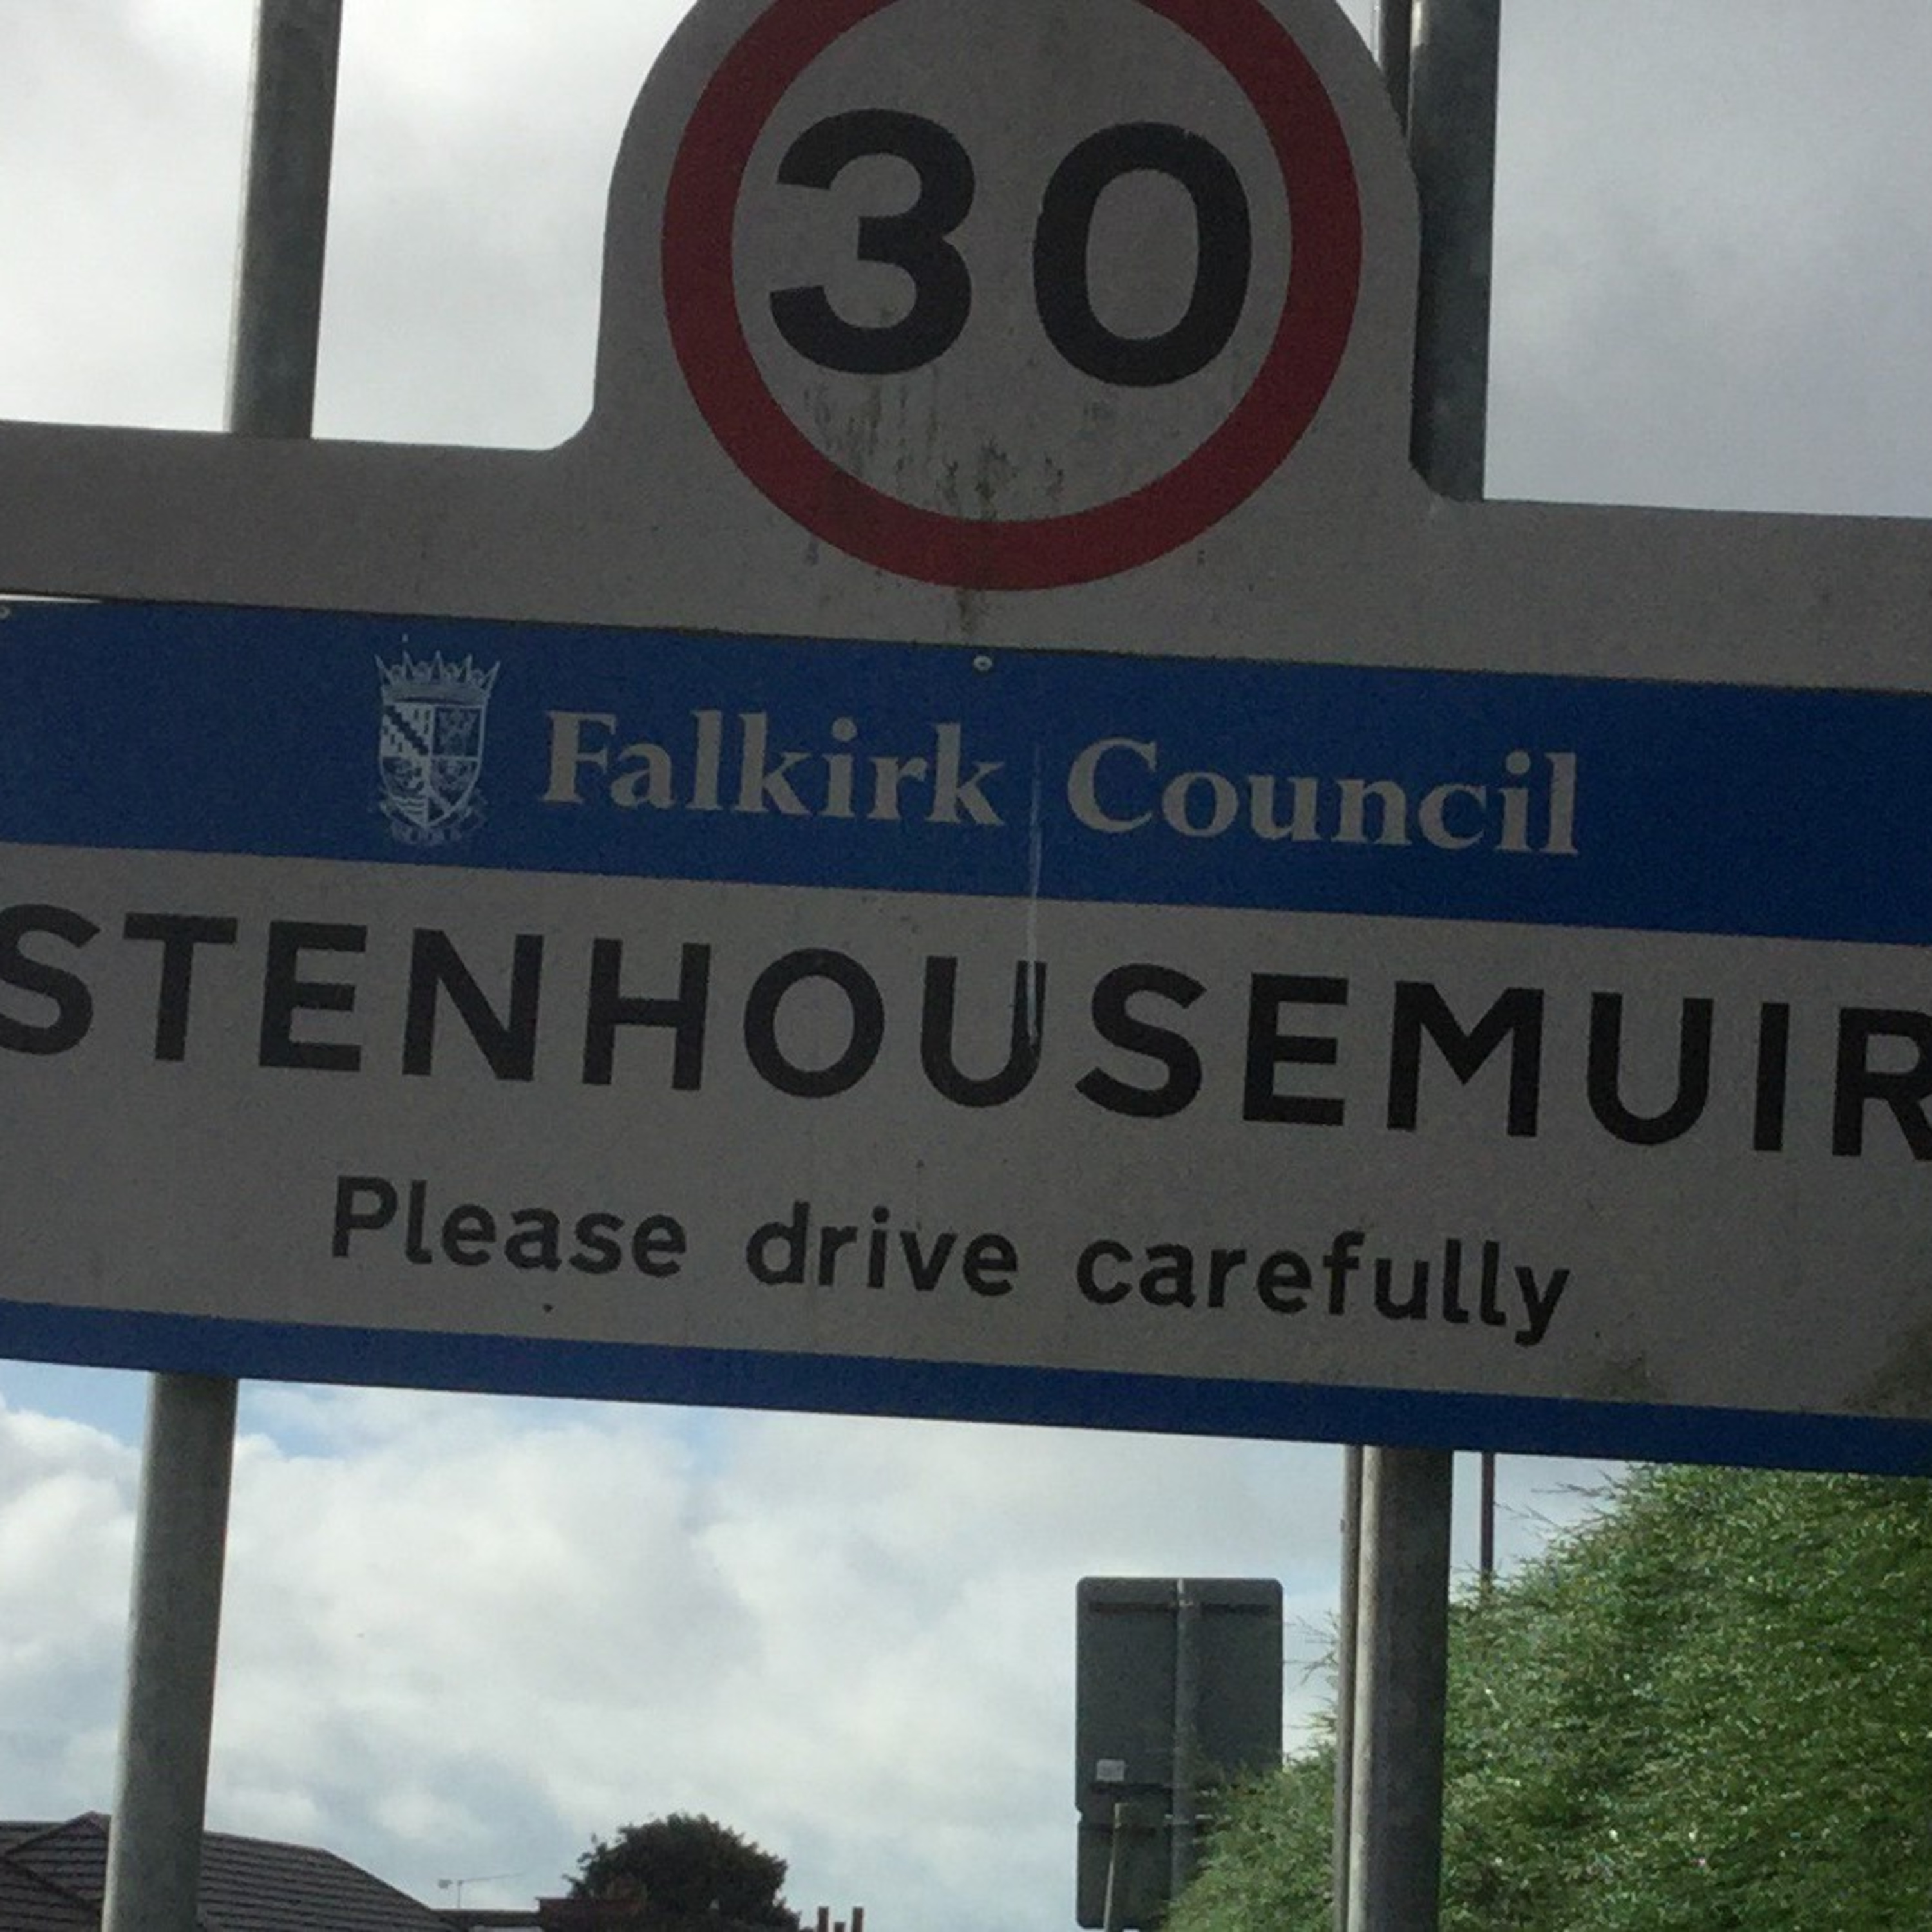 30
Falkirk Council
STENHOUSEMUIR
Please drive carefully